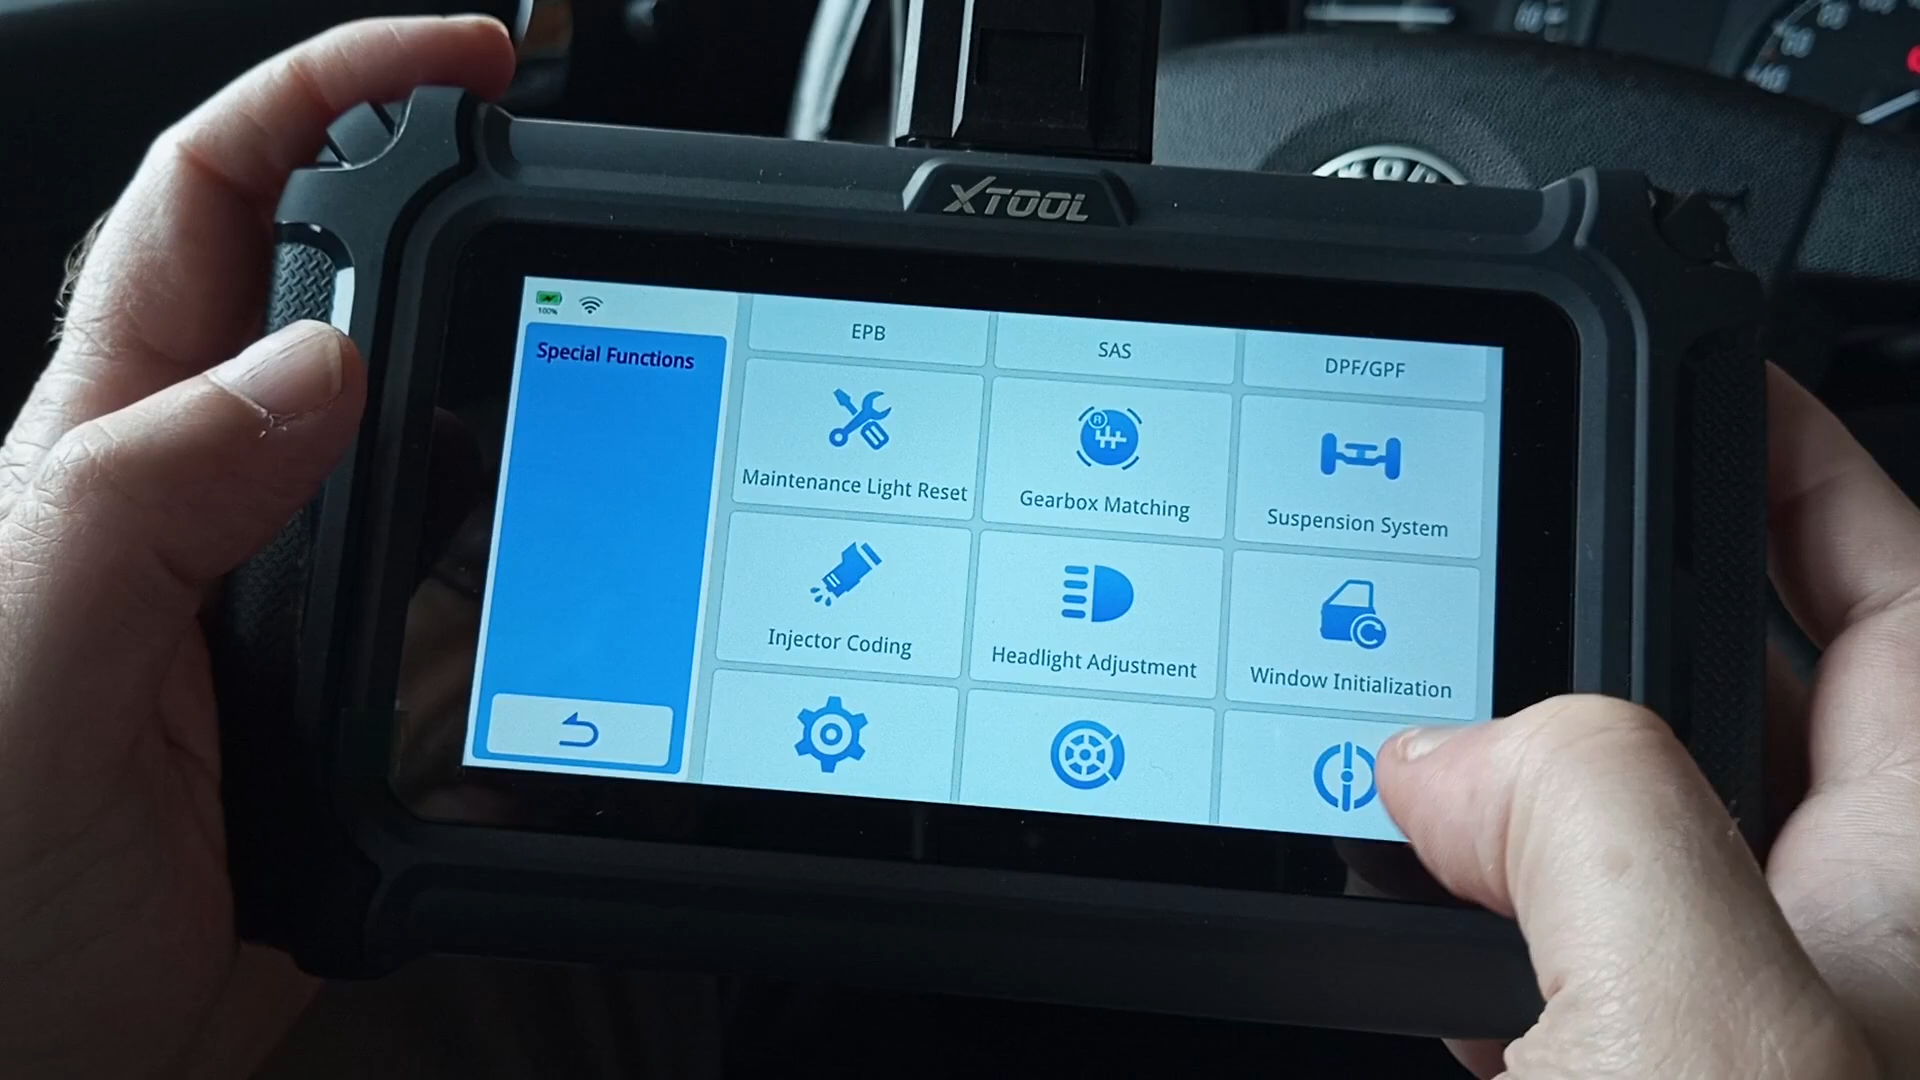 XTOOL
100%
Special Functions
EPB
SAS
DPF/GPF
Maintenance Light Reset
R
Gearbox Matching
Suspension System
Injector Coding
Headlight Adjustment
C
Window Initialization